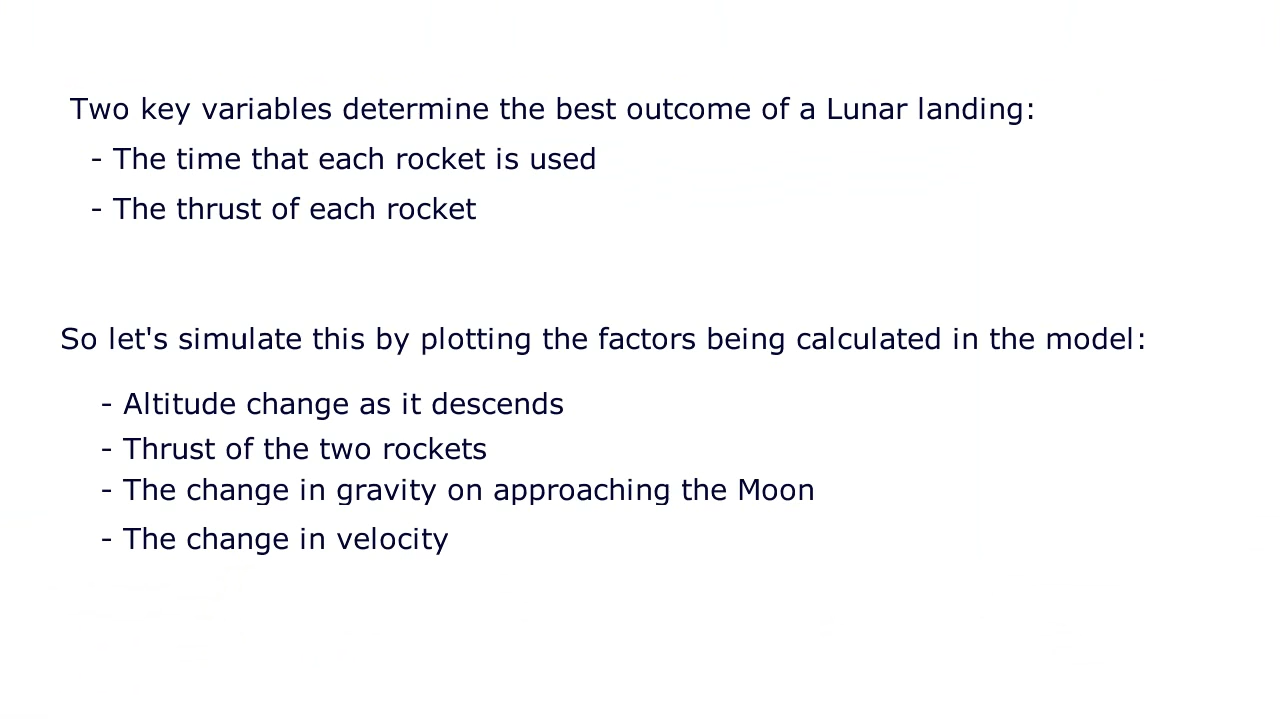 Two key variables determine the best outcome of a Lunar landing:
- The time that each rocket is used
- The thrust of each rocket
So let's simulate this by plotting the factors being calculated in the model:
- Altitude change as it descends
- Thrust of the two rockets
- The change in gravity on approaching the Moon
- The change in velocity